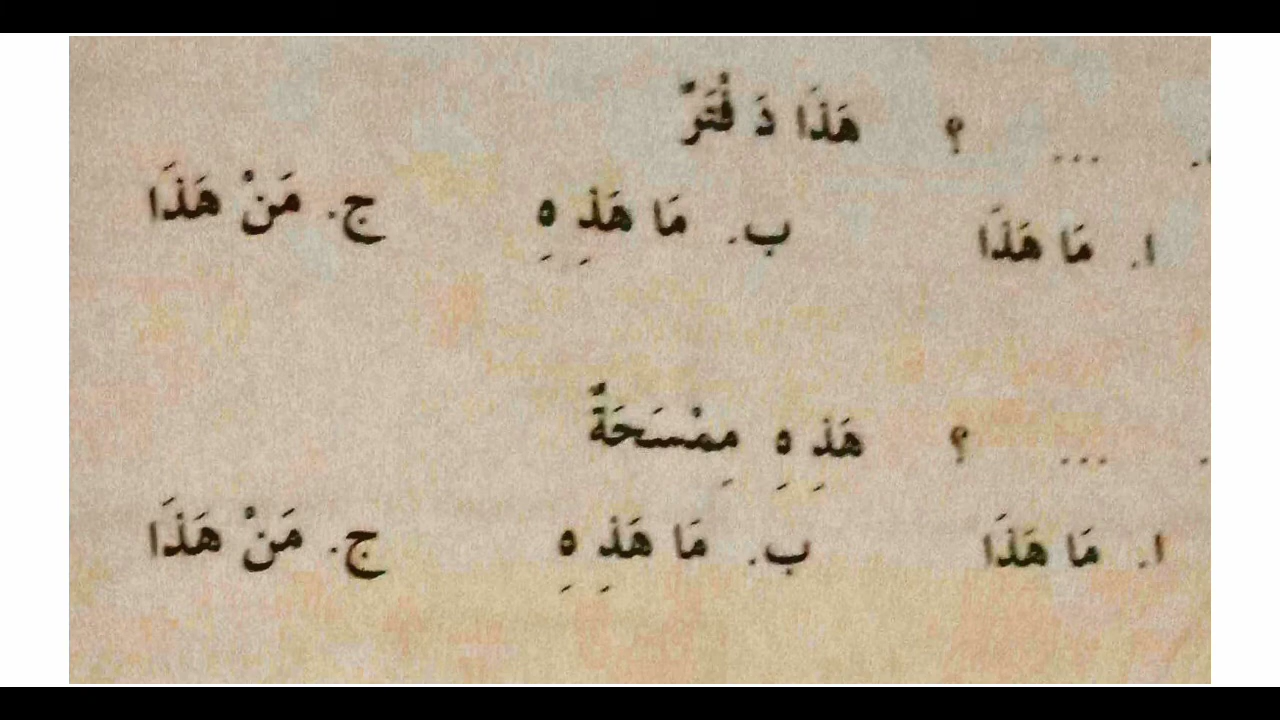 ... ؟ هَذَا دَ فْتَرٌ
ا. مَا هَذَا ب. مَا هَذِ هِ ج. مَنْ هَذَا
... ؟ هَذِ هِ مِمْسَحَةٌ
ا. مَا هَذَا ب. مَا هَذِ هِ ج. مَنْ هَذَا